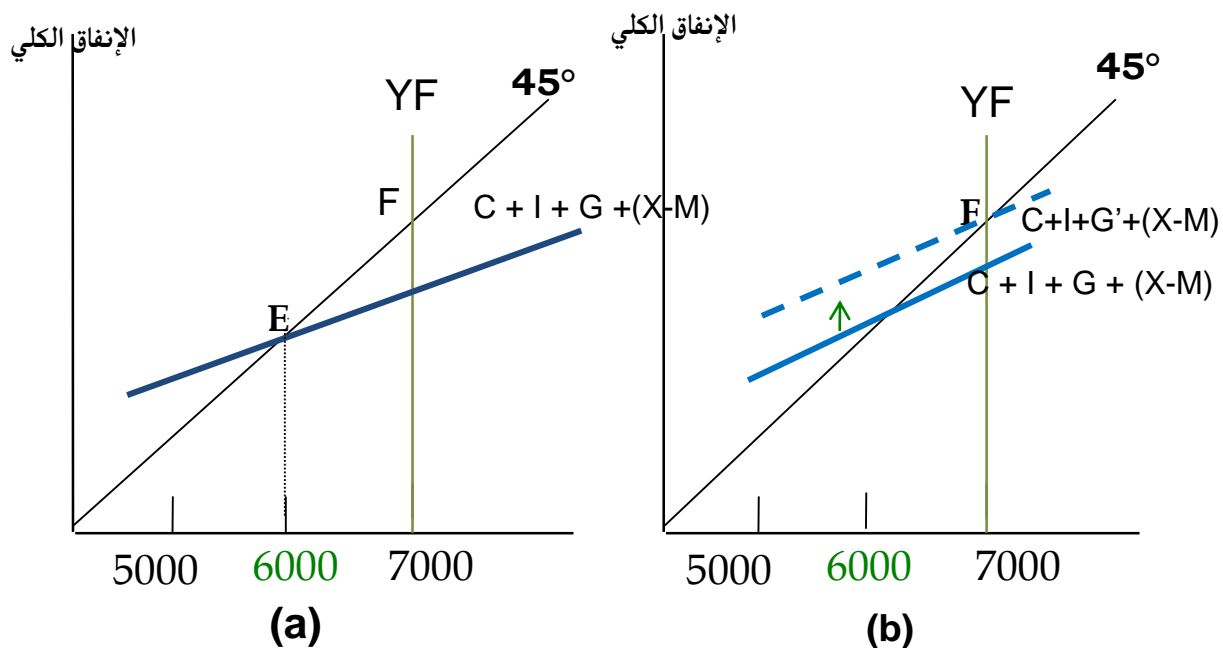 الإنفاق الكلي
YF
45°
F
C + I + G +(X-M)
E
5000
6000
7000
(a)
الإنفاق الكلي
YF
45°
F
C+I+G’+(X-M)
C + I + G + (X-M)
5000
6000
7000
(b)